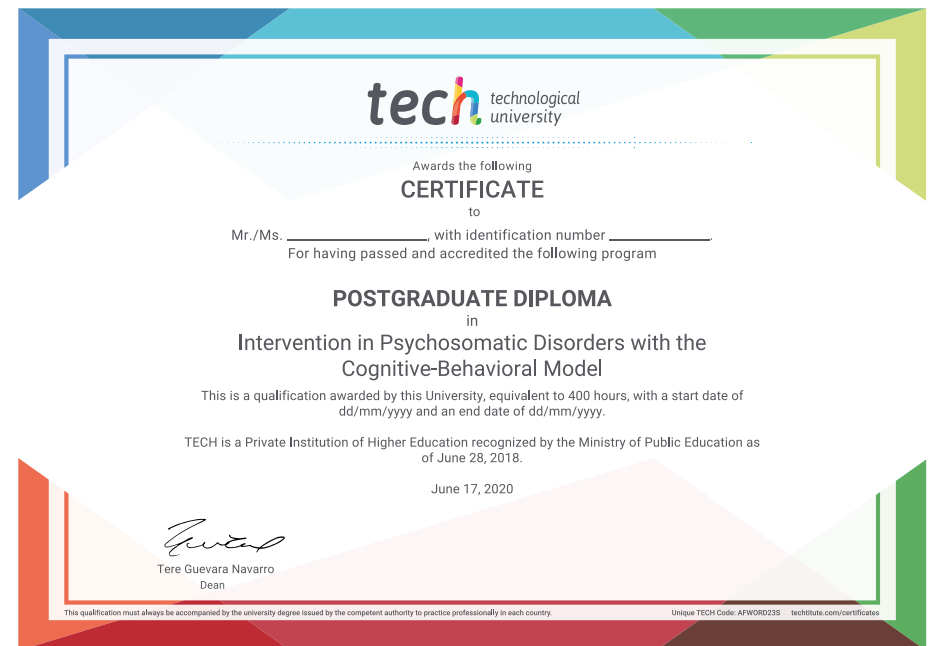 tech technological
university
Awards the following
CERTIFICATE
to
Mr./Ms. ____________________, with identification number ______________.
For having passed and accredited the following program
POSTGRADUATE DIPLOMA
in
Intervention in Psychosomatic Disorders with the
Cognitive-Behavioral Model
This is a qualification awarded by this University, equivalent to 400 hours, with a start date of
dd/mm/yyyy and an end date of dd/mm/yyyy.
TECH is a Private Institution of Higher Education recognized by the Ministry of Public Education as
of June 28, 2018.
June 17, 2020
Tere Guevara Navarro
Dean
This qualification must always be accompanied by the university degree issued by the competent authority to practice professionally in each country. Unique TECH Code: AFWORD23S techtitute.com/certificates